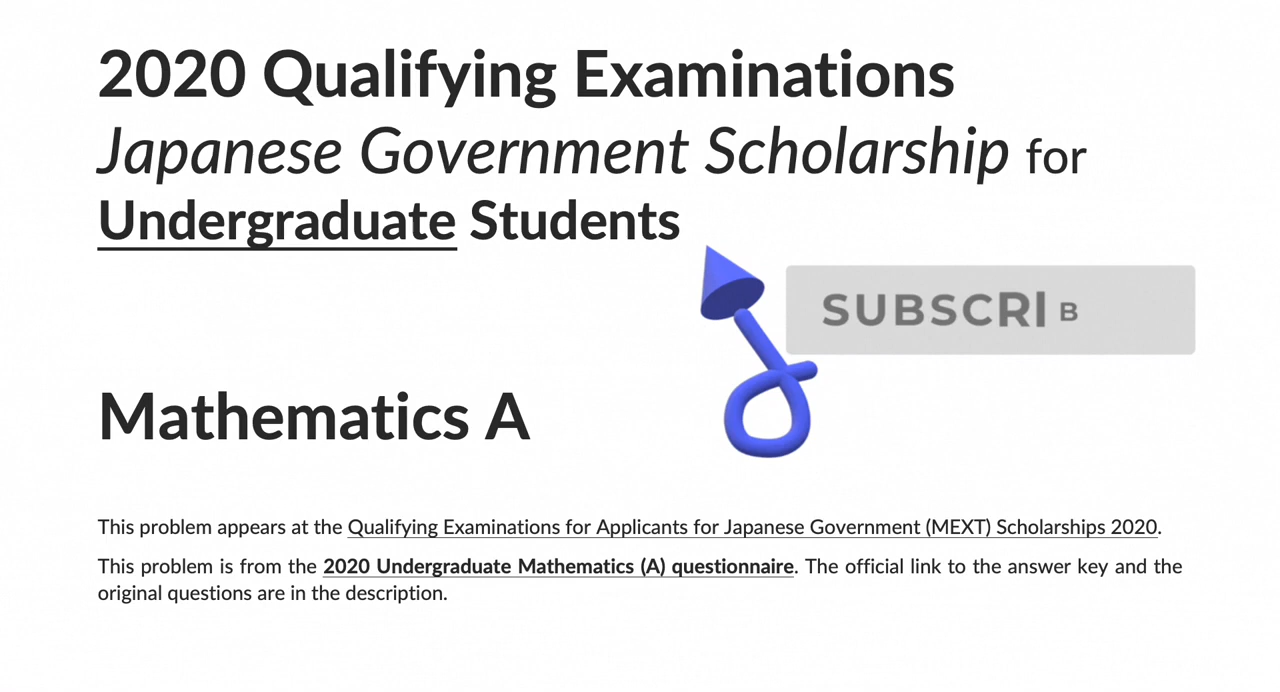 2020 Qualifying Examinations
Japanese Government Scholarship for
Undergraduate Students
SUBSCRI B
Mathematics A
This problem appears at the Qualifying Examinations for Applicants for Japanese Government (MEXT) Scholarships 2020.
This problem is from the 2020 Undergraduate Mathematics (A) questionnaire. The official link to the answer key and the
original questions are in the description.